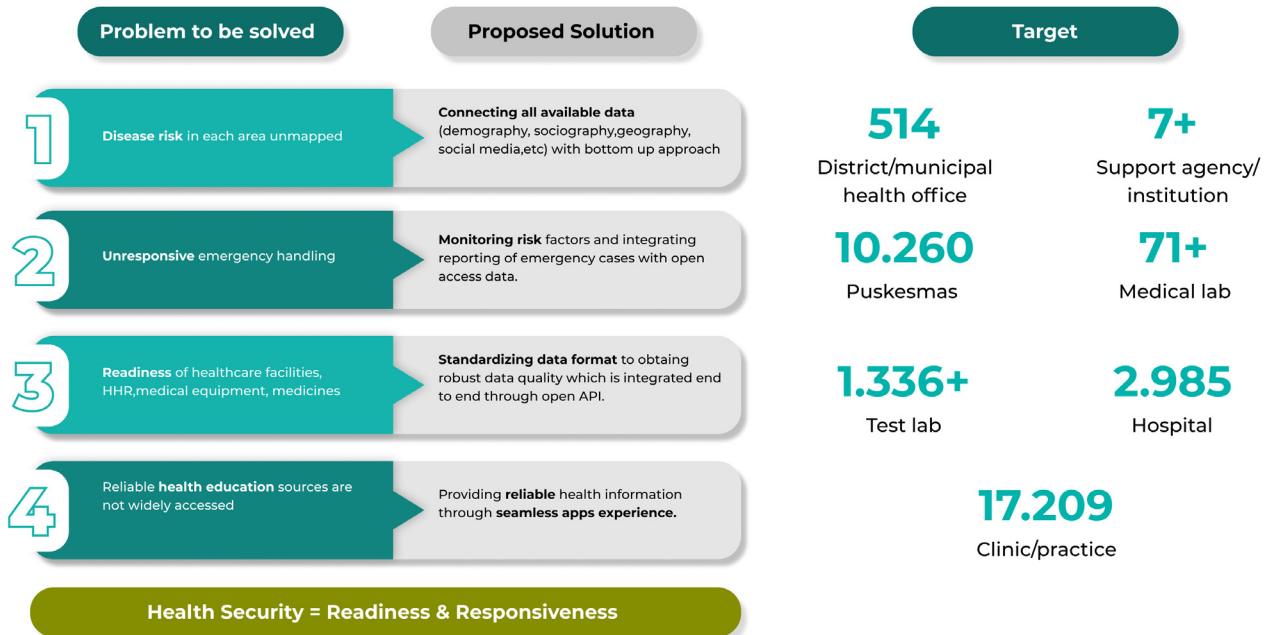 Problem to be solved
Proposed Solution
1
Disease risk in each area unmapped
Connecting all available data
(demography, sociography,geography,
social media,etc) with bottom up approach
2
Unresponsive emergency handling
Monitoring risk factors and integrating
reporting of emergency cases with open
access data.
3
Readiness of healthcare facilities,
HHR,medical equipment, medicines
Standardizing data format to obtaing
robust data quality which is integrated end
to end through open API.
4
Reliable health education sources are
not widely accessed
Providing reliable health information
through seamless apps experience.
Health Security = Readiness & Responsiveness
Target
514
District/municipal
health office
7+
Support agency/
institution
10.260
Puskesmas
71+
Medical lab
1.336+
Test lab
2.985
Hospital
17.209
Clinic/practice